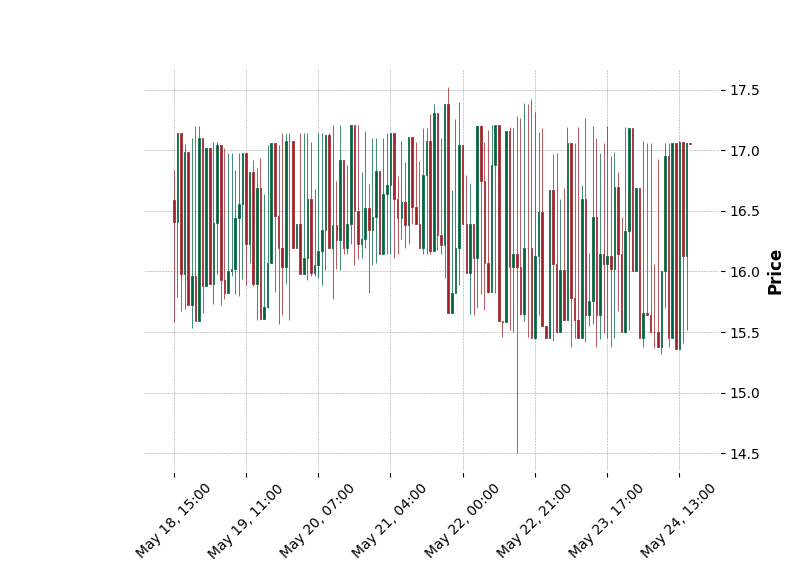 17.5
17.0
16.5
16.0
15.5
15.0
14.5
Price
May 18, 15:00
May 19, 11:00
May 20, 07:00
May 21, 04:00
May 22, 00:00
May 22, 21:00
May 23, 17:00
May 24, 13:00